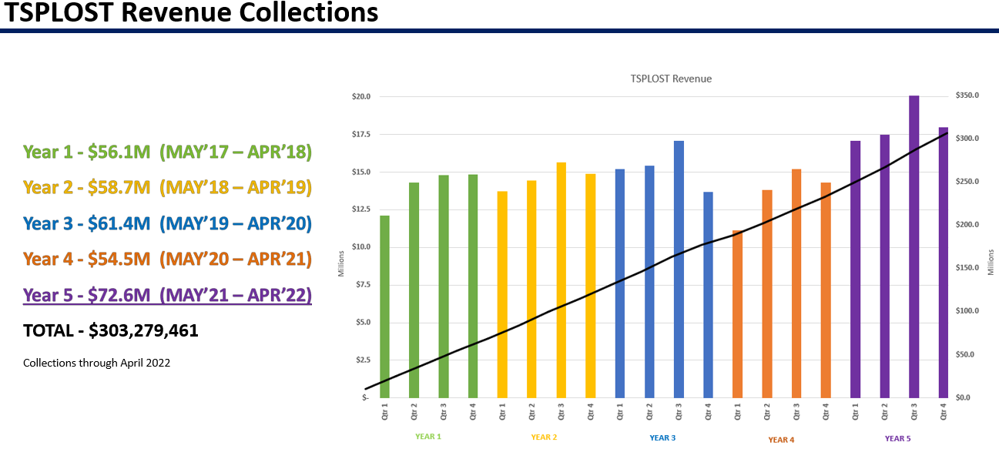 TSPLOST Revenue Collections
Year 1 - $56.1M (MAY’17 – APR’18)
Year 2 - $58.7M (MAY’18 – APR’19)
Year 3 - $61.4M (MAY’19 – APR’20)
Year 4 - $54.5M (MAY’20 – APR’21)
Year 5 - $72.6M (MAY’21 – APR’22)
TOTAL - $303,279,461
Collections through April 2022
TSPLOST Revenue
$20.0
$17.5
$15.0
$12.5
$10.0
$7.5
$5.0
$2.5
$-
Millions
$350.0
$300.0
$250.0
$200.0
$150.0
$100.0
$50.0
$0.0
Millions
Qtr 1 Qtr 2 Qtr 3 Qtr 4 Qtr 1 Qtr 2 Qtr 3 Qtr 4 Qtr 1 Qtr 2 Qtr 3 Qtr 4 Qtr 1 Qtr 2 Qtr 3 Qtr 4 Qtr 1 Qtr 2 Qtr 3 Qtr 4
YEAR 1 YEAR 2 YEAR 3 YEAR 4 YEAR 5